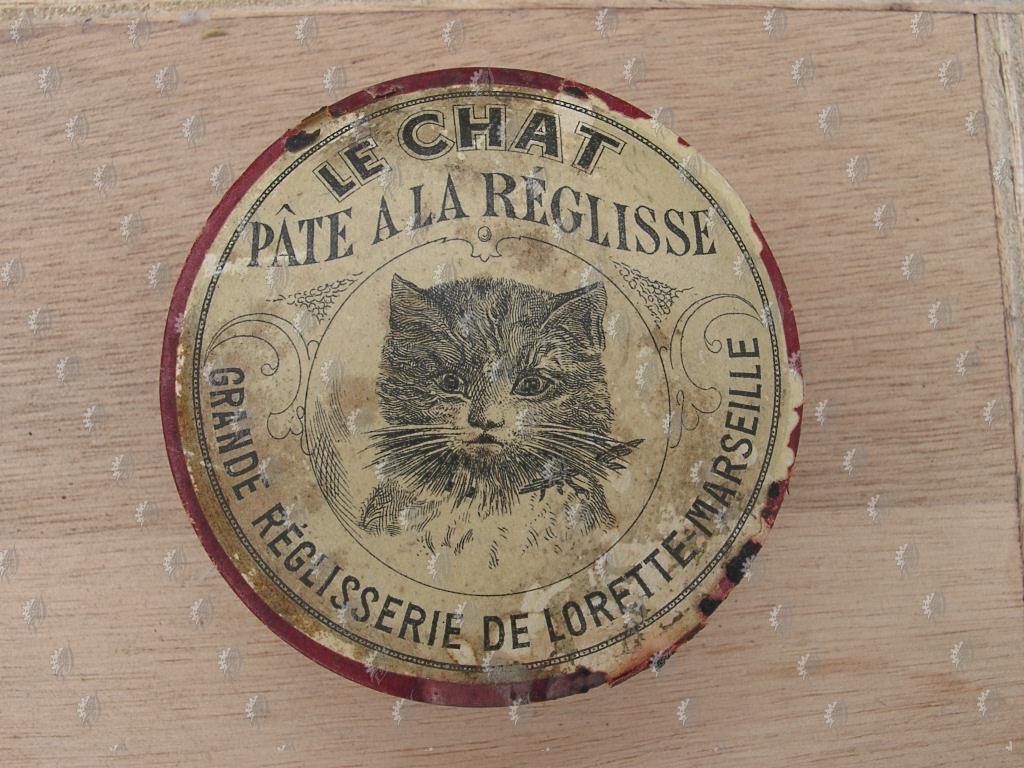 LE CHAT
PÂTE A LA RÉGLISSE
GRANDE RÉGLISSERIE DE LORETTE-MARSEILLE